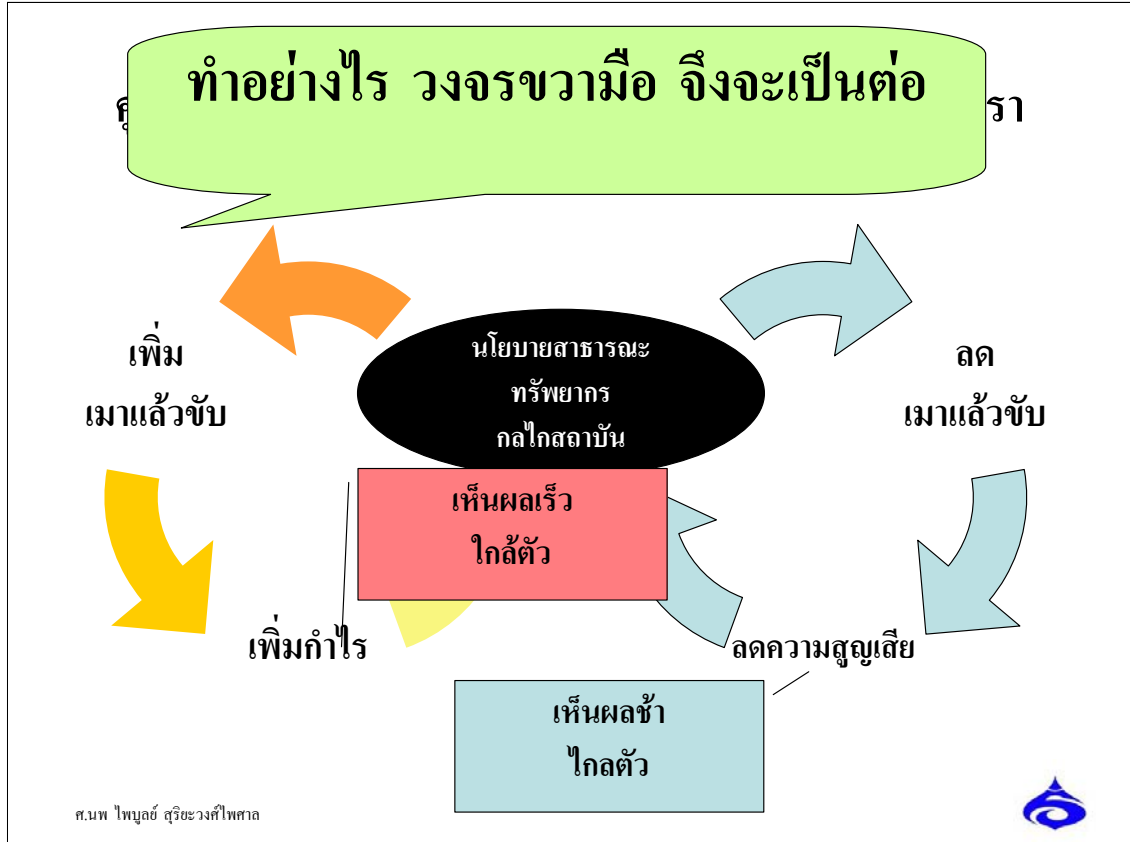 ทำอย่างไร วงจรขวามือ จึงจะเป็นต่อ
รา
เพิ่ม
เมาแล้วขับ
นโยบายสาธารณะ
ทรัพยากร
กลไกสถาบัน
ลด
เมาแล้วขับ
เห็นผลเร็ว
ใกล้ตัว
เพิ่มกำไร
ลดความสูญเสีย
เห็นผลช้า
ไกลตัว
ศ.นพ ไพบูลย์ สุริยะวงศ์ไพศาล